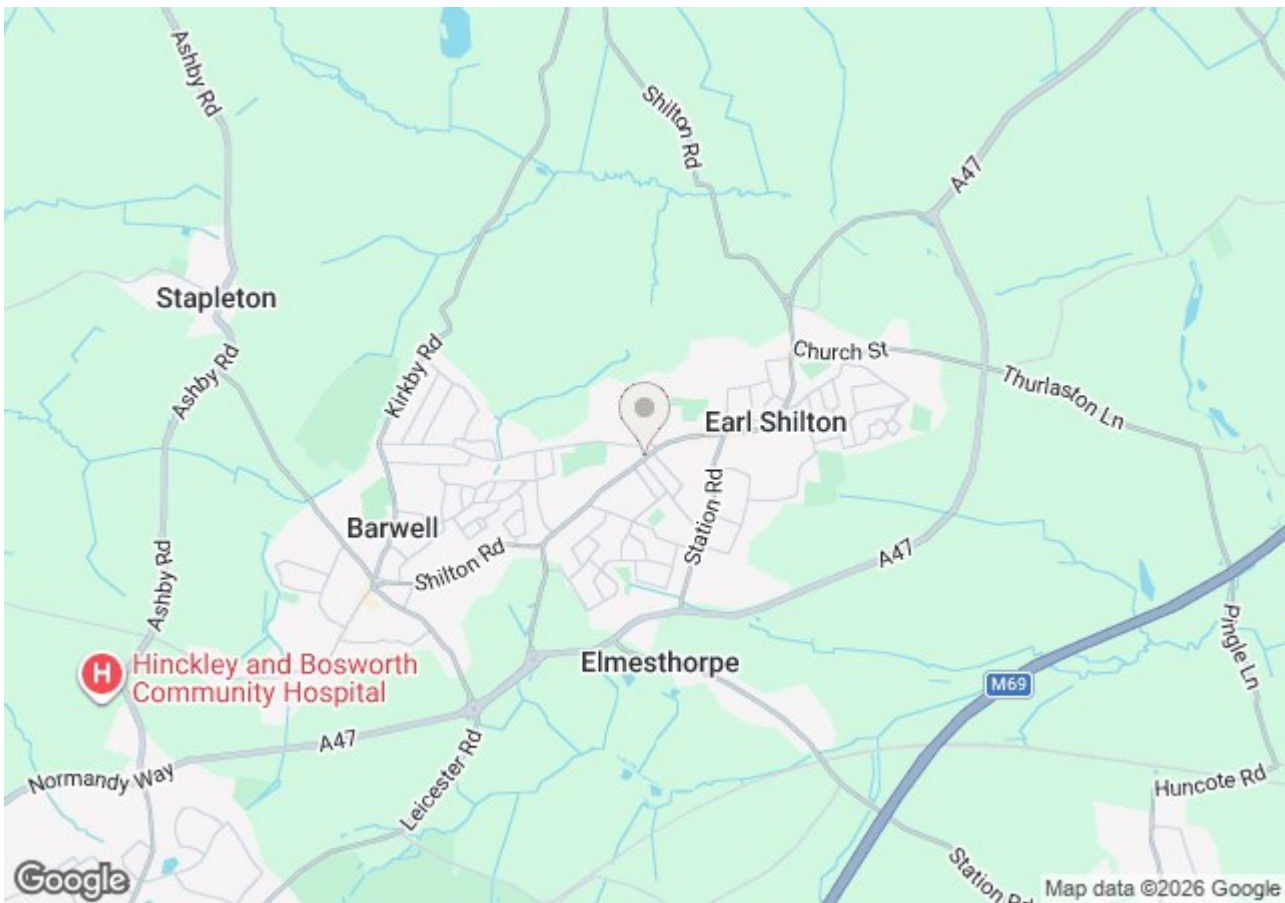 Ashby Rd
Shilton Rd
A47
Stapleton
Kirkby Rd
Church St
Thurlaston Ln
Ashby Rd
Earl Shilton
Station Rd
Barwell
Shilton Rd
A47
Ashby Rd
Pingle Ln
Elmesthorpe
Hinckley and Bosworth
Community Hospital
H
M69
A47
Normandy Way
Leicester Rd
Huncote Rd
Station Rd
Google
Map data ©2026 Google